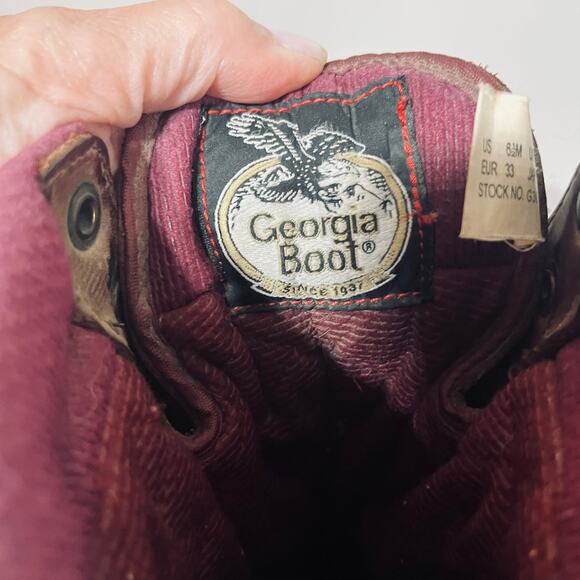 Georgia
Boot®
SINCE 1937
US 6½M
EUR 33
STOCK NO.